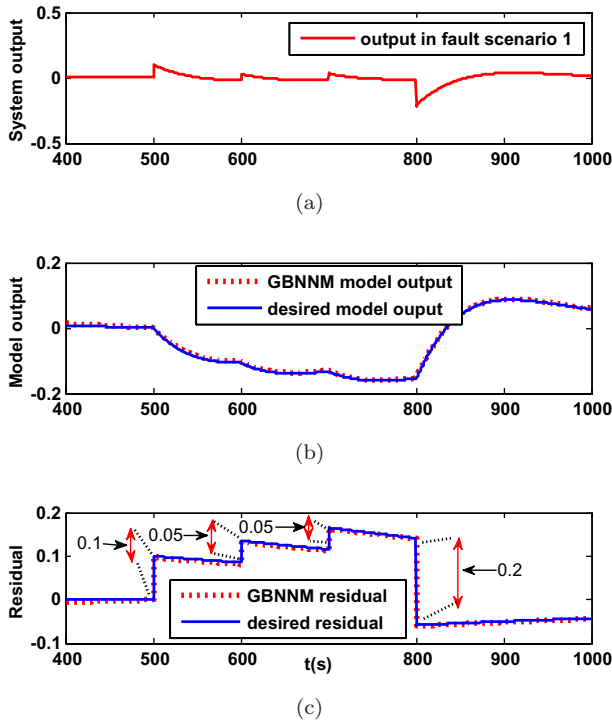 0.5
output in fault scenario 1
System output
0
-0.5
400 500 600 700 800 900 1000
(a)
0.2
GBNNM model output
desired model ouput
Model output
0
-0.2
400 500 600 700 800 900 1000
(b)
0.2
0.1 0.05 0.05
0.1
0.2
Residual
GBNNM residual
0
desired residual
-0.1
400 500 600 700 800 900 1000
t(s)
(c)